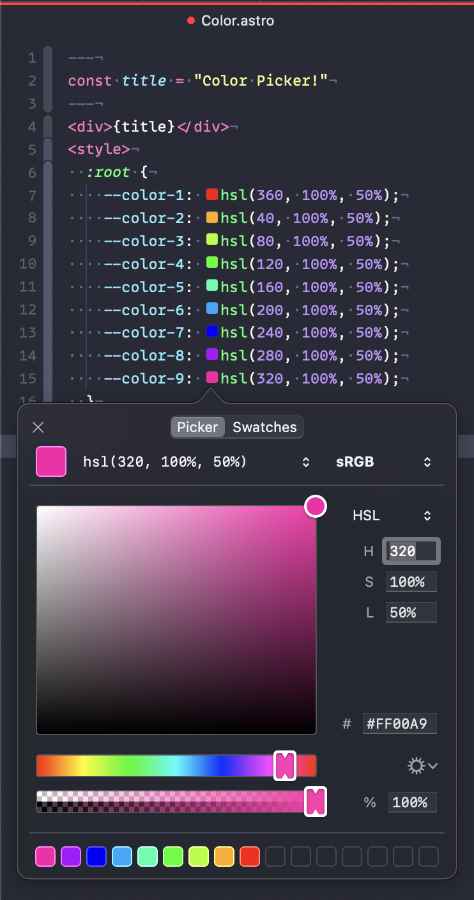 Color.astro
1 ---¬
2 const·title·=·"Color·Picker!"¬
3 ---¬
4 <div>{title}</div>¬
5 <style>¬
6 ··:root·{¬
7 ····--color-1:·hsl(360,·100%,·50%);¬
8 ····--color-2:·hsl(40,·100%,·50%);¬
9 ····--color-3:·hsl(80,·100%,·50%);¬
10 ····--color-4:·hsl(120,·100%,·50%);¬
11 ····--color-5:·hsl(160,·100%,·50%);¬
12 ····--color-6:·hsl(200,·100%,·50%);¬
13 ····--color-7:·hsl(240,·100%,·50%);¬
14 ····--color-8:·hsl(280,·100%,·50%);¬
15 ····--color-9:·hsl(320,·100%,·50%);¬
16 ··}¬
Picker Swatches
hsl(320, 100%, 50%) sRGB
HSL
H 320
S 100%
L 50%
# #FF00A9
% 100%